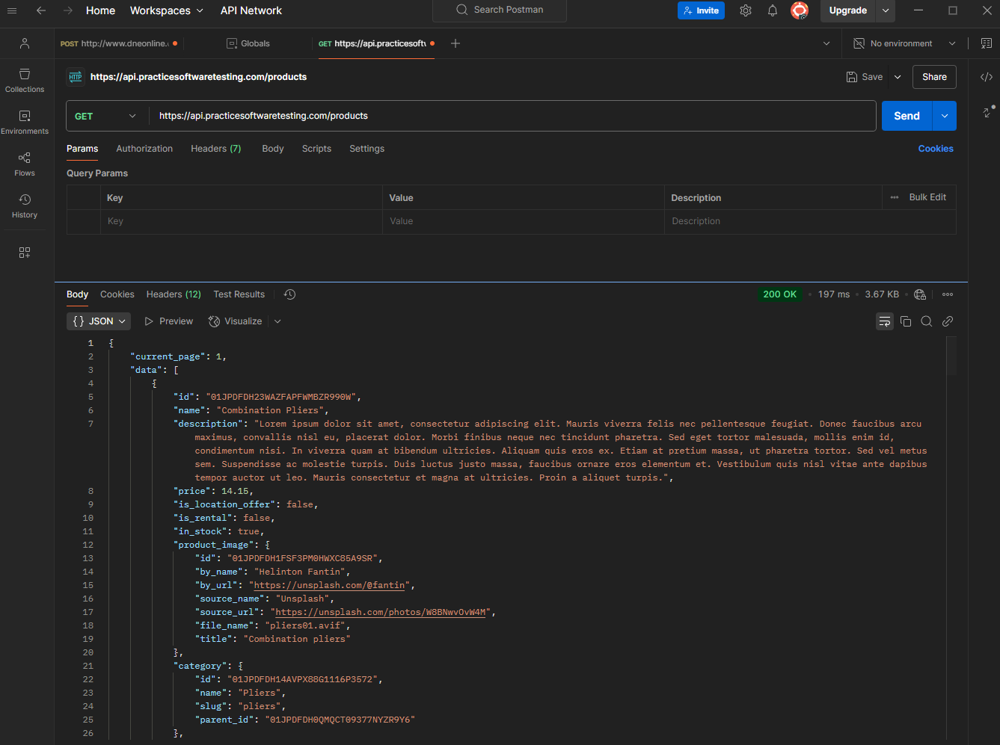 Home Workspaces API Network Search Postman Invite Upgrade
POST http://www.dneonline. Globals GET https://api.practicesoft No environment
HTTP https://api.practicesoftwaretesting.com/products Save Share
Collections
Environments
Flows
History
GET https://api.practicesoftwaretesting.com/products Send
Params Authorization Headers (7) Body Scripts Settings Cookies
Query Params
Key Value Description Bulk Edit
Key Value Description
Body Cookies Headers (12) Test Results 200 OK 197 ms 3.67 KB
{} JSON Preview Visualize
1 {
2 "current_page": 1,
3 "data": [
4 {
5 "id": "01JPDFDH23WAZFAPFWMBZR990W",
6 "name": "Combination Pliers",
7 "description": "Lorem ipsum dolor sit amet, consectetur adipiscing elit. Mauris viverra felis nec pellentesque feugiat. Donec faucibus arcu
maximus, convallis nisl eu, placerat dolor. Morbi finibus neque nec tincidunt pharetra. Sed eget tortor malesuada, mollis enim id,
condimentum nisi. In viverra quam at bibendum ultricies. Aliquam quis eros ex. Etiam at pretium massa, ut pharetra tortor. Sed vel metus
sem. Suspendisse ac molestie turpis. Duis luctus justo massa, faucibus ornare eros elementum et. Vestibulum quis nisl vitae ante dapibus
tempor auctor ut leo. Mauris consectetur et magna at ultricies. Proin a aliquet turpis.",
8 "price": 14.15,
9 "is_location_offer": false,
10 "is_rental": false,
11 "in_stock": true,
12 "product_image": {
13 "id": "01JPDFDH1FSF3PM0HWXC85A9SR",
14 "by_name": "Helinton Fantin",
15 "by_url": "https://unsplash.com/@fantin",
16 "source_name": "Unsplash",
17 "source_url": "https://unsplash.com/photos/W8BNwvOvW4M",
18 "file_name": "pliers01.avif",
19 "title": "Combination pliers"
20 },
21 "category": {
22 "id": "01JPDFDH14AVPX88G1116P3572",
23 "name": "Pliers",
24 "slug": "pliers",
25 "parent_id": "01JPDFDH0QMQCT09377NYZR9Y6"
26 },